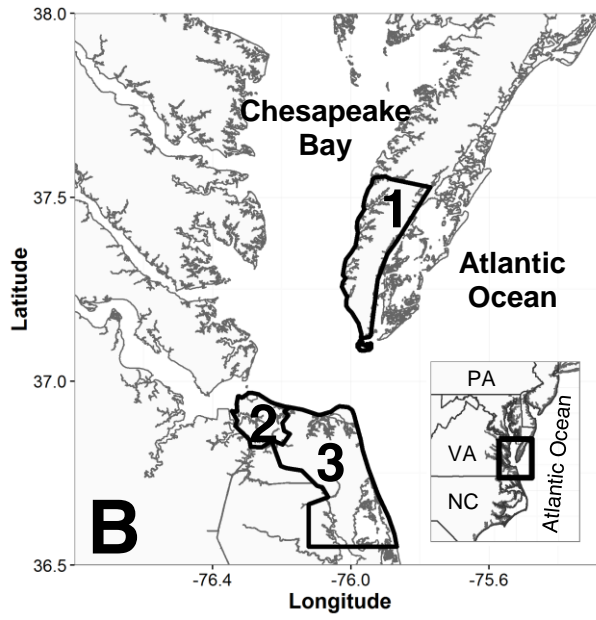 38.0
Chesapeake
Bay
37.5
1
Atlantic
Ocean
Latitude
37.0
PA
2
3
VA
NC
Atlantic Ocean
B
36.5
-76.4
-76.0
-75.6
Longitude